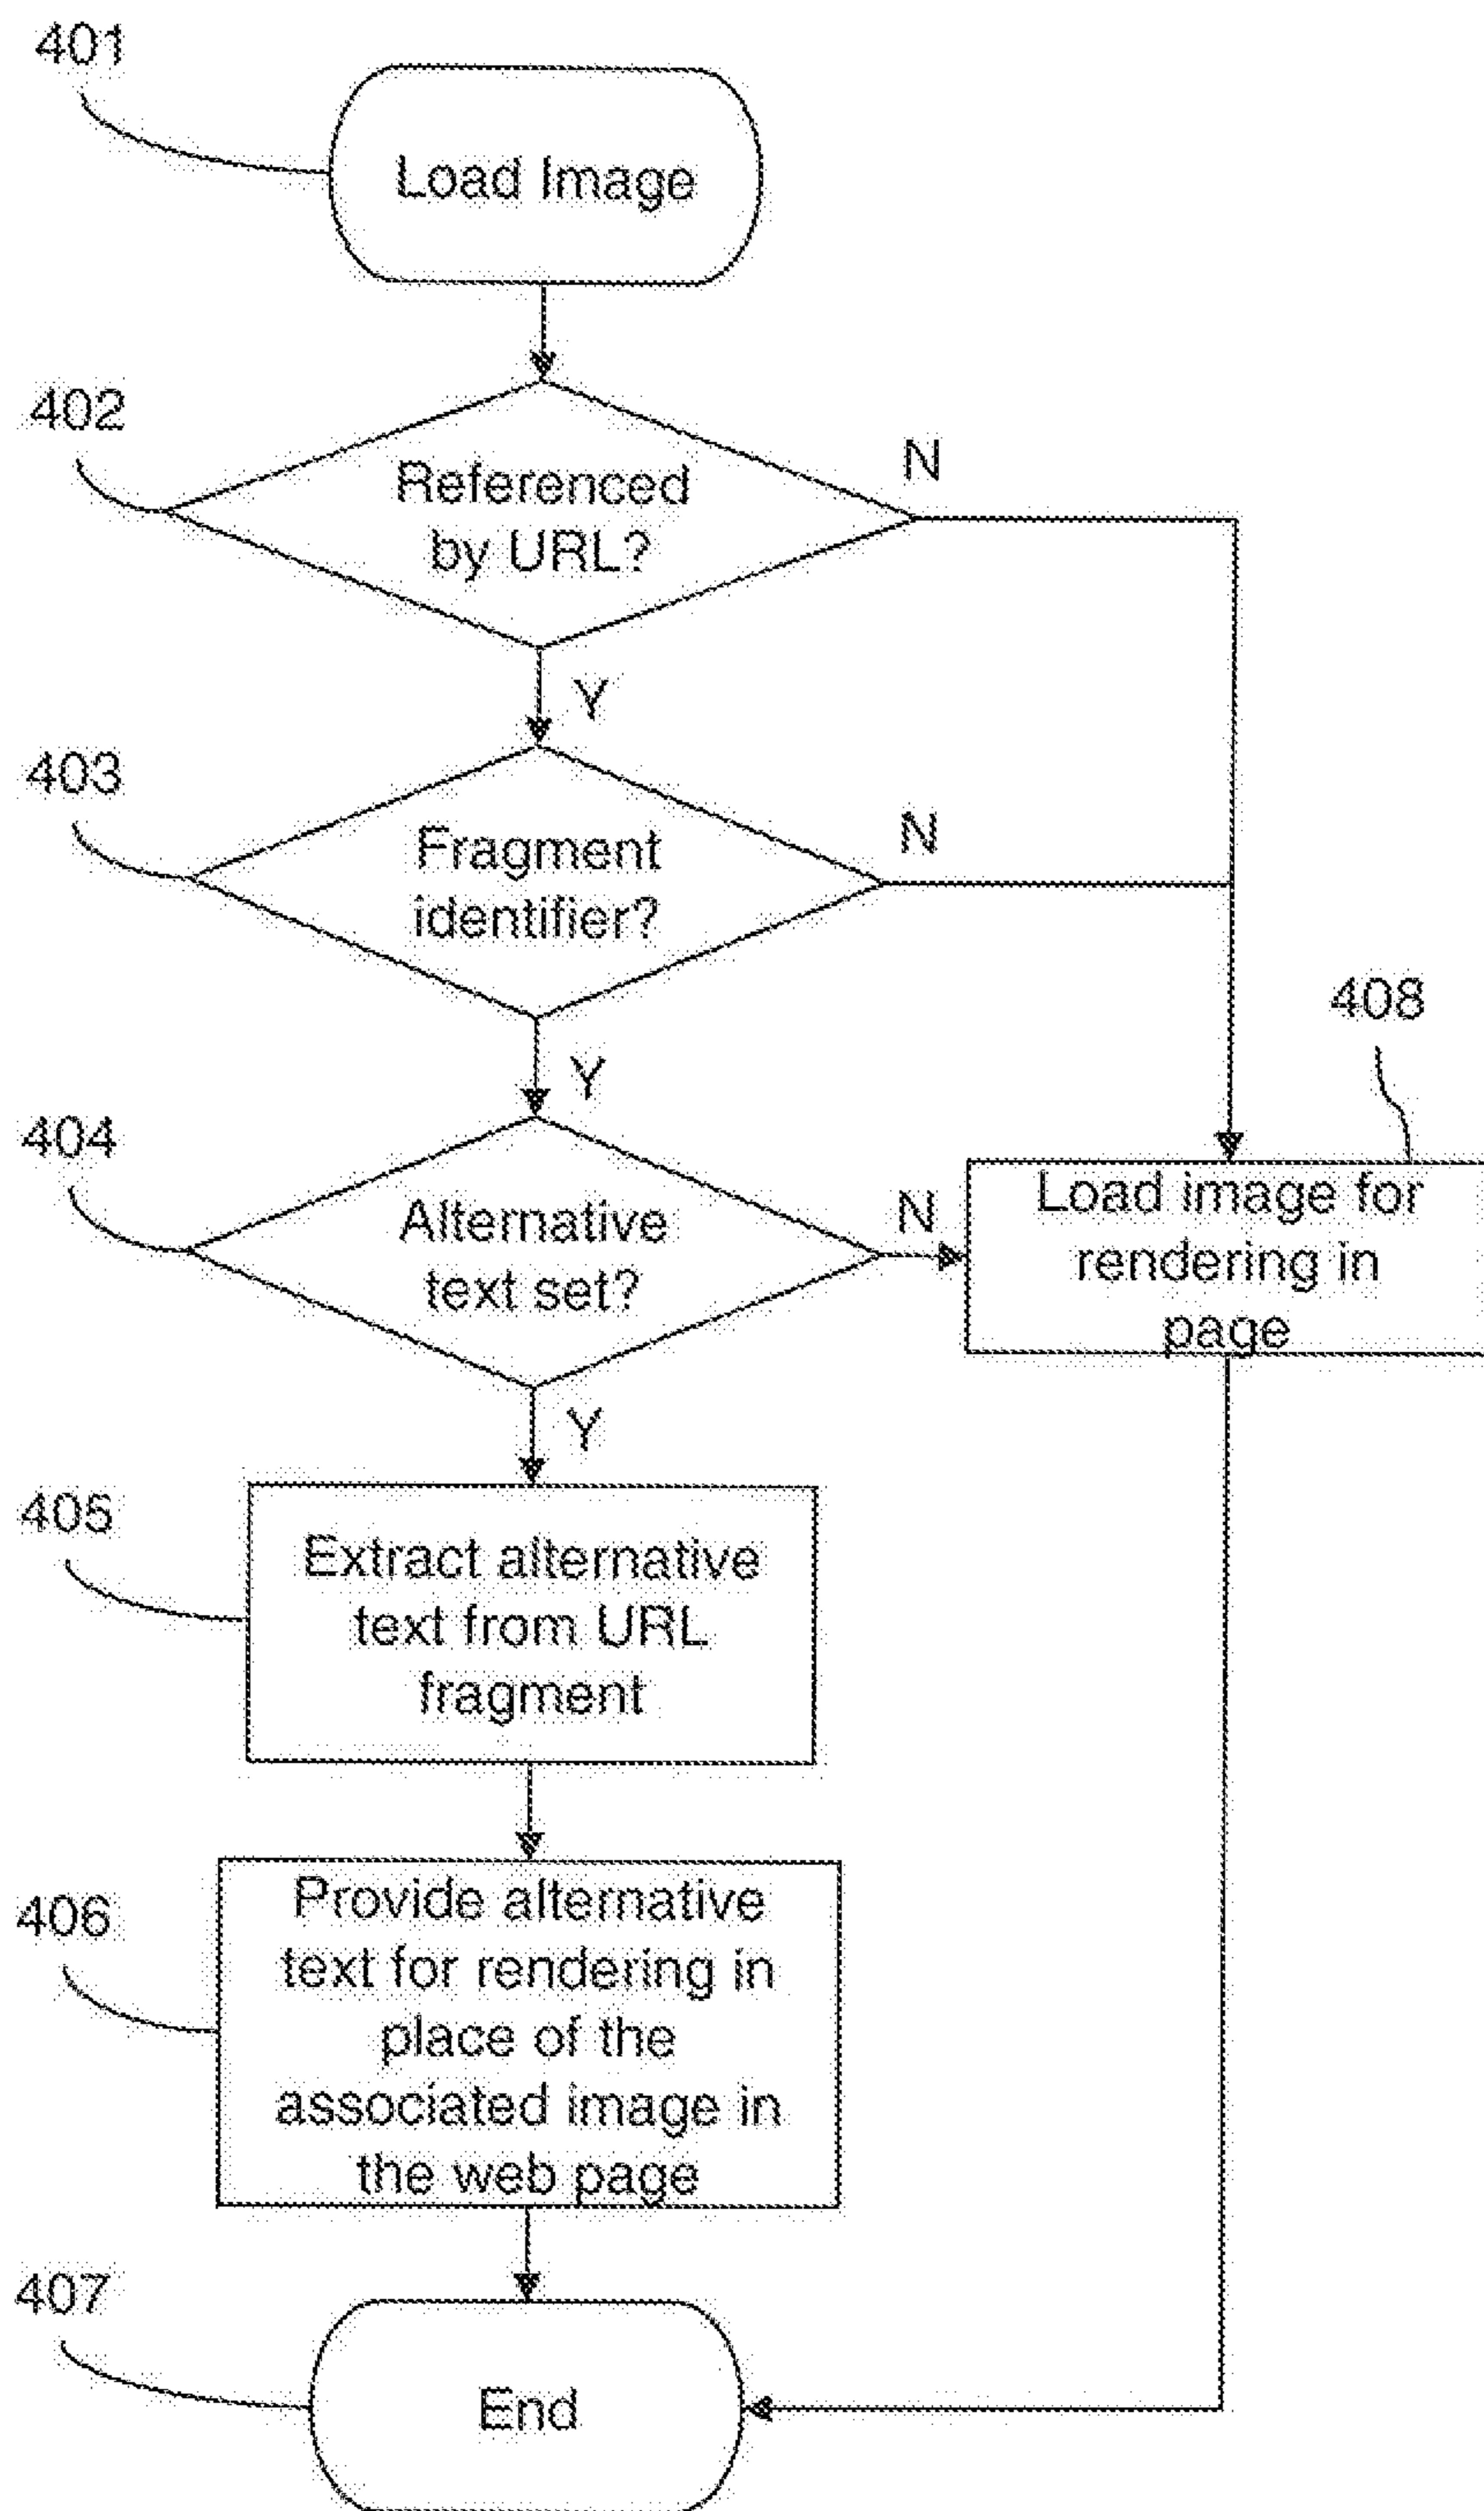 401
Load Image
402
Referenced
by URL?
N
Y
403
Fragment
identifier?
N
Y
408
404
Alternative
text set?
N
Load image for
rendering in
page
Y
405
Extract alternative
text from URL
fragment
406
Provide alternative
text for rendering in
place of the
associated image in
the web page
407
End